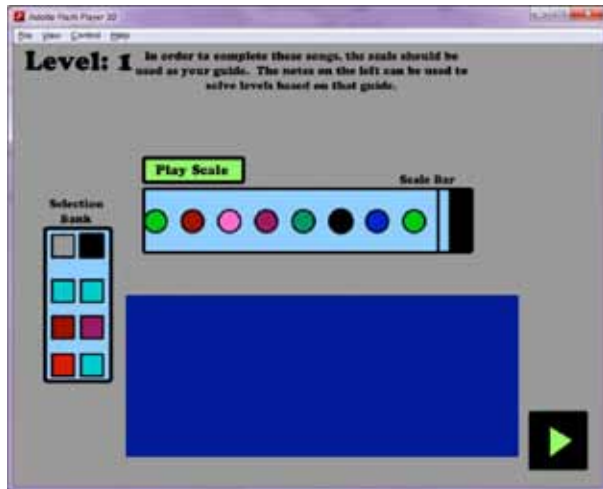 Adobe Flash Player 10
File View Control Help
Level: 1
In order to complete these songs, the scale should be
used as your guide. The notes on the left can be used to
solve levels based on that guide.
Play Scale
Scale Bar
Selection
Bank